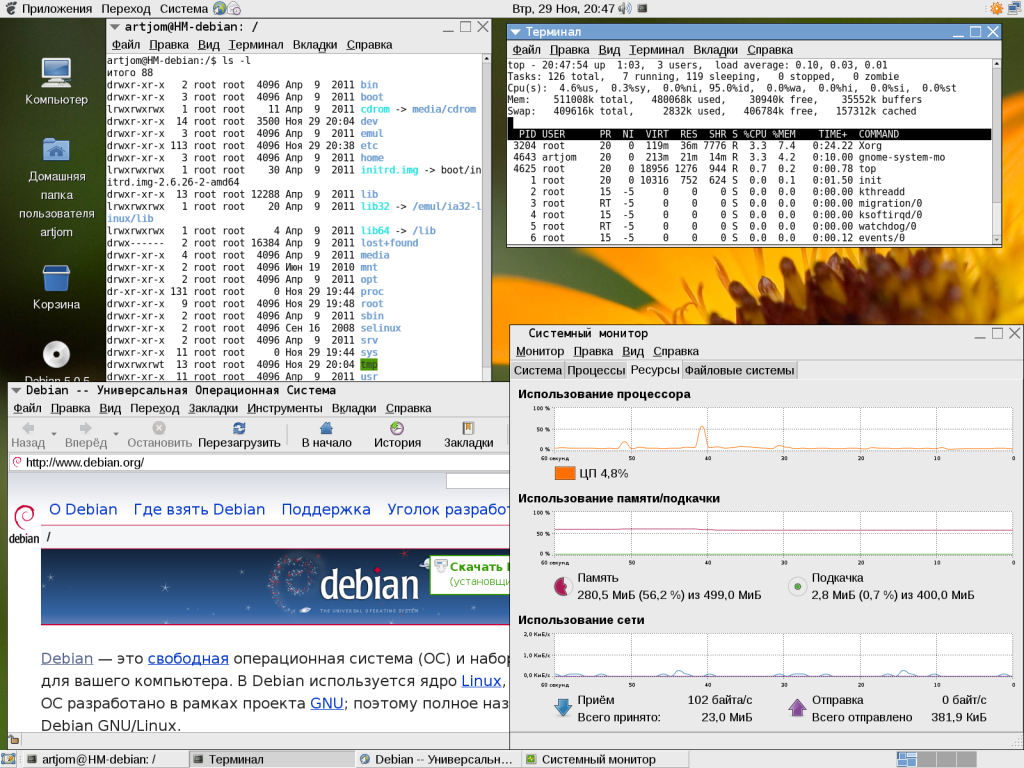 Приложения Переход Система
Втр, 29 Ноя, 20:47
Компьютер
Домашняя
папка
пользователя
artjom
Корзина
artjom@HM-debian: /
Файл Правка Вид Терминал Вкладки Справка
artjom@HM-debian:/$ ls -l
итого 88
drwxr-xr-x 2 root root 4096 Апр 9 2011 bin
drwxr-xr-x 3 root root 4096 Апр 9 2011 boot
lrwxrwxrwx 1 root root 11 Апр 9 2011 cdrom -> media/cdrom
drwxr-xr-x 14 root root 3500 Ноя 29 20:04 dev
drwxr-xr-x 3 root root 4096 Апр 9 2011 emul
drwxr-xr-x 113 root root 4096 Ноя 29 20:38 etc
drwxr-xr-x 3 root root 4096 Апр 9 2011 home
lrwxrwxrwx 1 root root 30 Апр 9 2011 initrd.img -> boot/in
itrd.img-2.6.26-2-amd64
drwxr-xr-x 13 root root 12288 Апр 9 2011 lib
lrwxrwxrwx 1 root root 20 Апр 9 2011 lib32 -> /emul/ia32-l
inux/lib
lrwxrwxrwx 1 root root 4 Апр 9 2011 lib64 -> /lib
drwx------ 2 root root 16384 Апр 9 2011 lost+found
drwxr-xr-x 4 root root 4096 Апр 9 2011 media
drwxr-xr-x 2 root root 4096 Июн 19 2010 mnt
drwxr-xr-x 2 root root 4096 Апр 9 2011 opt
dr-xr-xr-x 131 root root 0 Ноя 29 19:44 proc
drwxr-xr-x 9 root root 4096 Ноя 29 19:48 root
drwxr-xr-x 2 root root 4096 Апр 9 2011 sbin
drwxr-xr-x 2 root root 4096 Сен 16 2008 selinux
drwxr-xr-x 2 root root 4096 Апр 9 2011 srv
drwxr-xr-x 11 root root 0 Ноя 29 19:44 sys
drwxrwxrwt 13 root root 4096 Ноя 29 20:04 tmp
drwxr-xr-x 11 root root 4096 Апр 9 2011 usr
Терминал
Файл Правка Вид Терминал Вкладки Справка
top - 20:47:54 up 1:03, 3 users, load average: 0.10, 0.03, 0.01
Tasks: 126 total, 7 running, 119 sleeping, 0 stopped, 0 zombie
Cpu(s): 4.6%us, 0.3%sy, 0.0%ni, 95.0%id, 0.0%wa, 0.0%hi, 0.0%si, 0.0%st
Mem: 511008k total, 480068k used, 30940k free, 35552k buffers
Swap: 409616k total, 2832k used, 406784k free, 157312k cached
PID USER PR NI VIRT RES SHR S %CPU %MEM TIME+ COMMAND
3204 root 20 0 119m 36m 7776 R 3.3 7.4 0:24.22 Xorg
4643 artjom 20 0 213m 21m 14m R 3.3 4.2 0:10.00 gnome-system-mo
4625 root 20 0 18956 1276 944 R 0.7 0.2 0:00.78 top
1 root 20 0 10316 752 624 S 0.0 0.1 0:01.50 init
2 root 15 -5 0 0 0 S 0.0 0.0 0:00.00 kthreadd
3 root RT -5 0 0 0 S 0.0 0.0 0:00.00 migration/0
4 root 15 -5 0 0 0 S 0.0 0.0 0:00.00 ksoftirqd/0
5 root RT -5 0 0 0 S 0.0 0.0 0:00.00 watchdog/0
6 root 15 -5 0 0 0 S 0.0 0.0 0:00.12 events/0
Debian -- Универсальная Операционная Система
Файл Правка Вид Переход Закладки Инструменты Вкладки Справка
Назад Вперёд Остановить Перезагрузить В начало История Закладки
http://www.debian.org/
О Debian Где взять Debian Поддержка Уголок разработ
debian /
debian
THE UNIVERSAL OPERATING SYSTEM
Скачать
(установщи
Debian — это свободная операционная система (ОС) и набор
для вашего компьютера. В Debian используется ядро Linux,
ОС разработано в рамках проекта GNU; поэтому полное наз
Debian GNU/Linux.
Системный монитор
Монитор Правка Вид Справка
Система Процессы Ресурсы Файловые системы
Использование процессора
100 %
50 %
0 %
60 секунд 50 40 30 20 10 0
ЦП 4,8%
Использование памяти/подкачки
100 %
50 %
0 %
60 секунд 50 40 30 20 10 0
Память
280,5 МиБ (56,2 %) из 499,0 МиБ
Подкачка
2,8 МиБ (0,7 %) из 400,0 МиБ
Использование сети
2,0 КиБ/с
1,0 КиБ/с
0,0 КиБ/с
60 секунд 50 40 30 20 10 0
Приём 102 байта/с
Всего принято: 23,0 МиБ
Отправка 0 байт/с
Всего отправлено 381,9 КиБ
artjom@HM-debian: / Терминал Debian -- Универсальн... Системный монитор